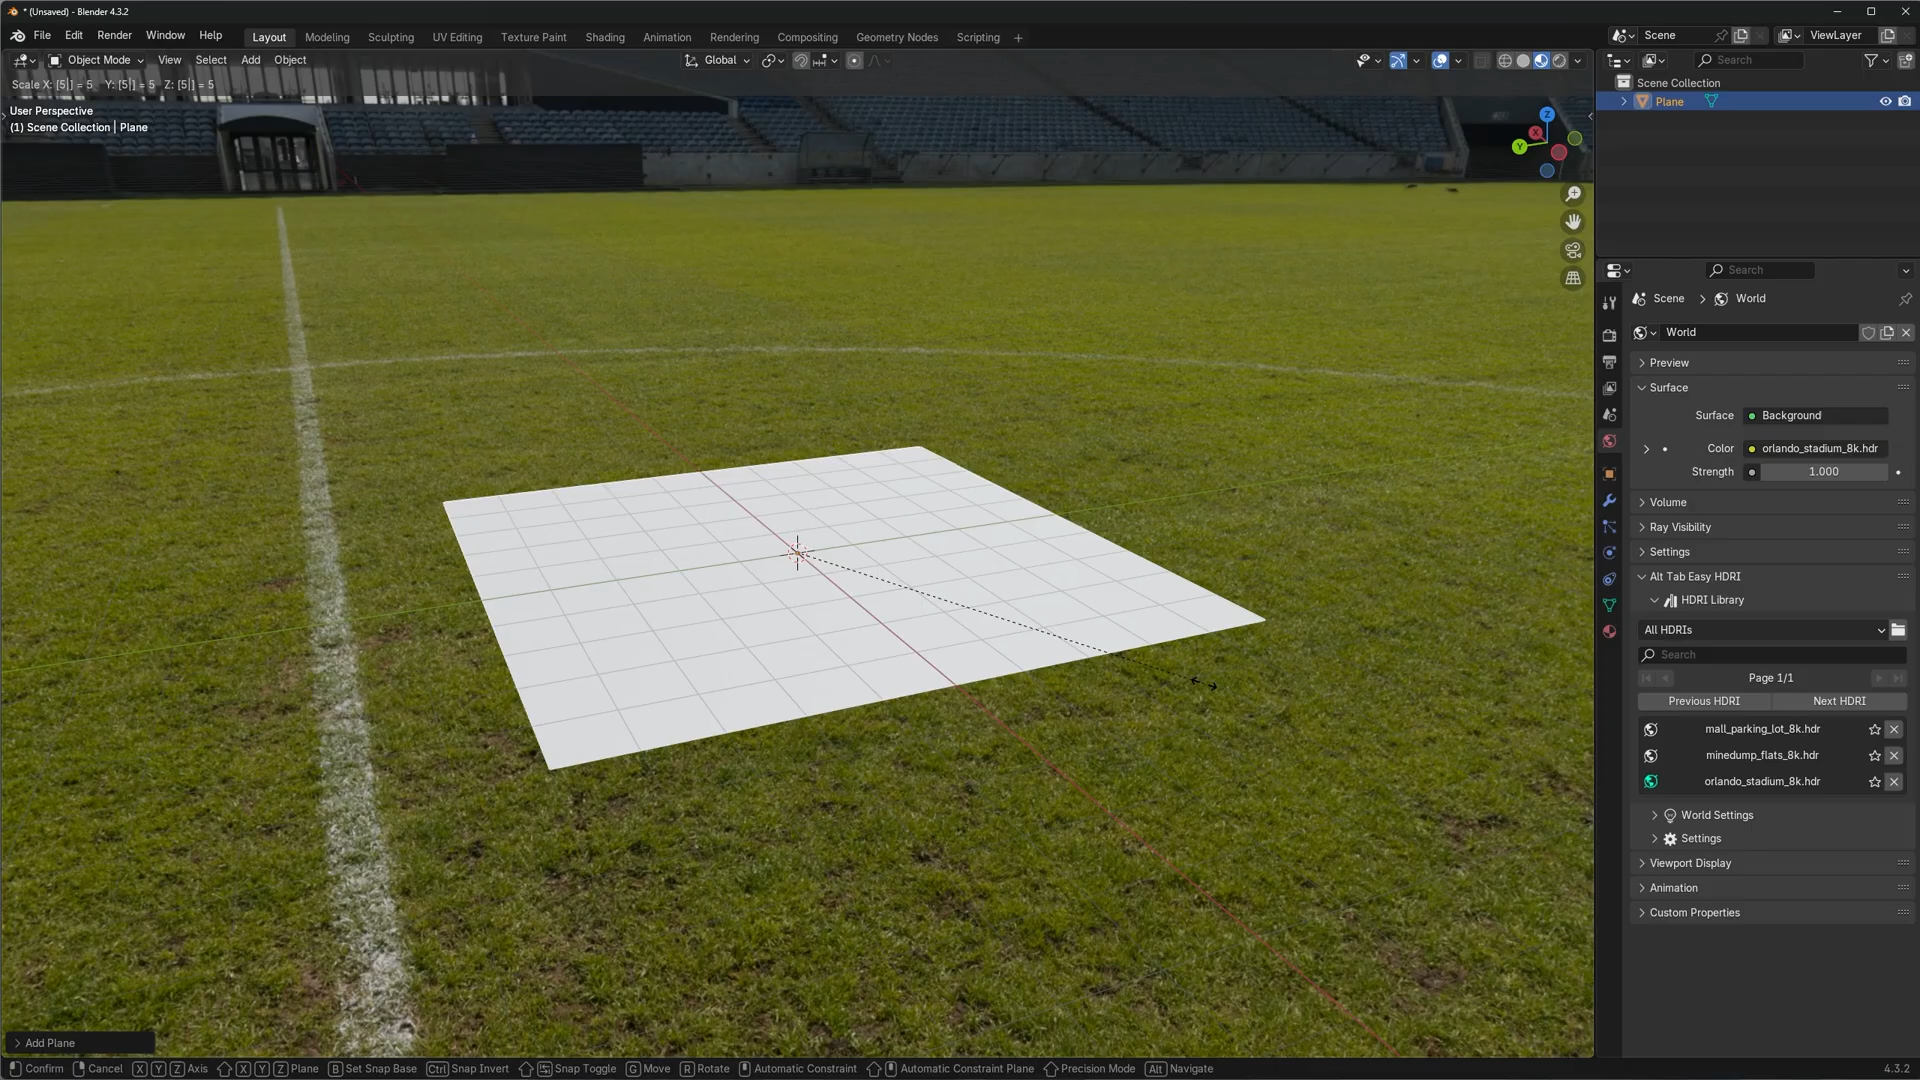 * (Unsaved) - Blender 4.3.2
File Edit Render Window Help Layout Modeling Sculpting UV Editing Texture Paint Shading Animation Rendering Compositing Geometry Nodes Scripting + Scene ViewLayer
Object Mode View Select Add Object Global Search
Scale X: [5|] = 5 Y: [5|] = 5 Z: [5|] = 5
Scene Collection
Plane
User Perspective
(1) Scene Collection | Plane
Z
X
Y
Search
Scene > World
World
Preview
Surface
Surface Background
Color orlando_stadium_8k.hdr
Strength 1.000
Volume
Ray Visibility
Settings
Alt Tab Easy HDRI
HDRI Library
All HDRIs
Search
Page 1/1
Previous HDRI Next HDRI
mall_parking_lot_8k.hdr
minedump_flats_8k.hdr
orlando_stadium_8k.hdr
World Settings
Settings
Viewport Display
Animation
Custom Properties
Add Plane
Confirm Cancel X Y Z Axis X Y Z Plane B Set Snap Base Ctrl Snap Invert Snap Toggle G Move R Rotate Automatic Constraint Automatic Constraint Plane Precision Mode Alt Navigate 4.3.2